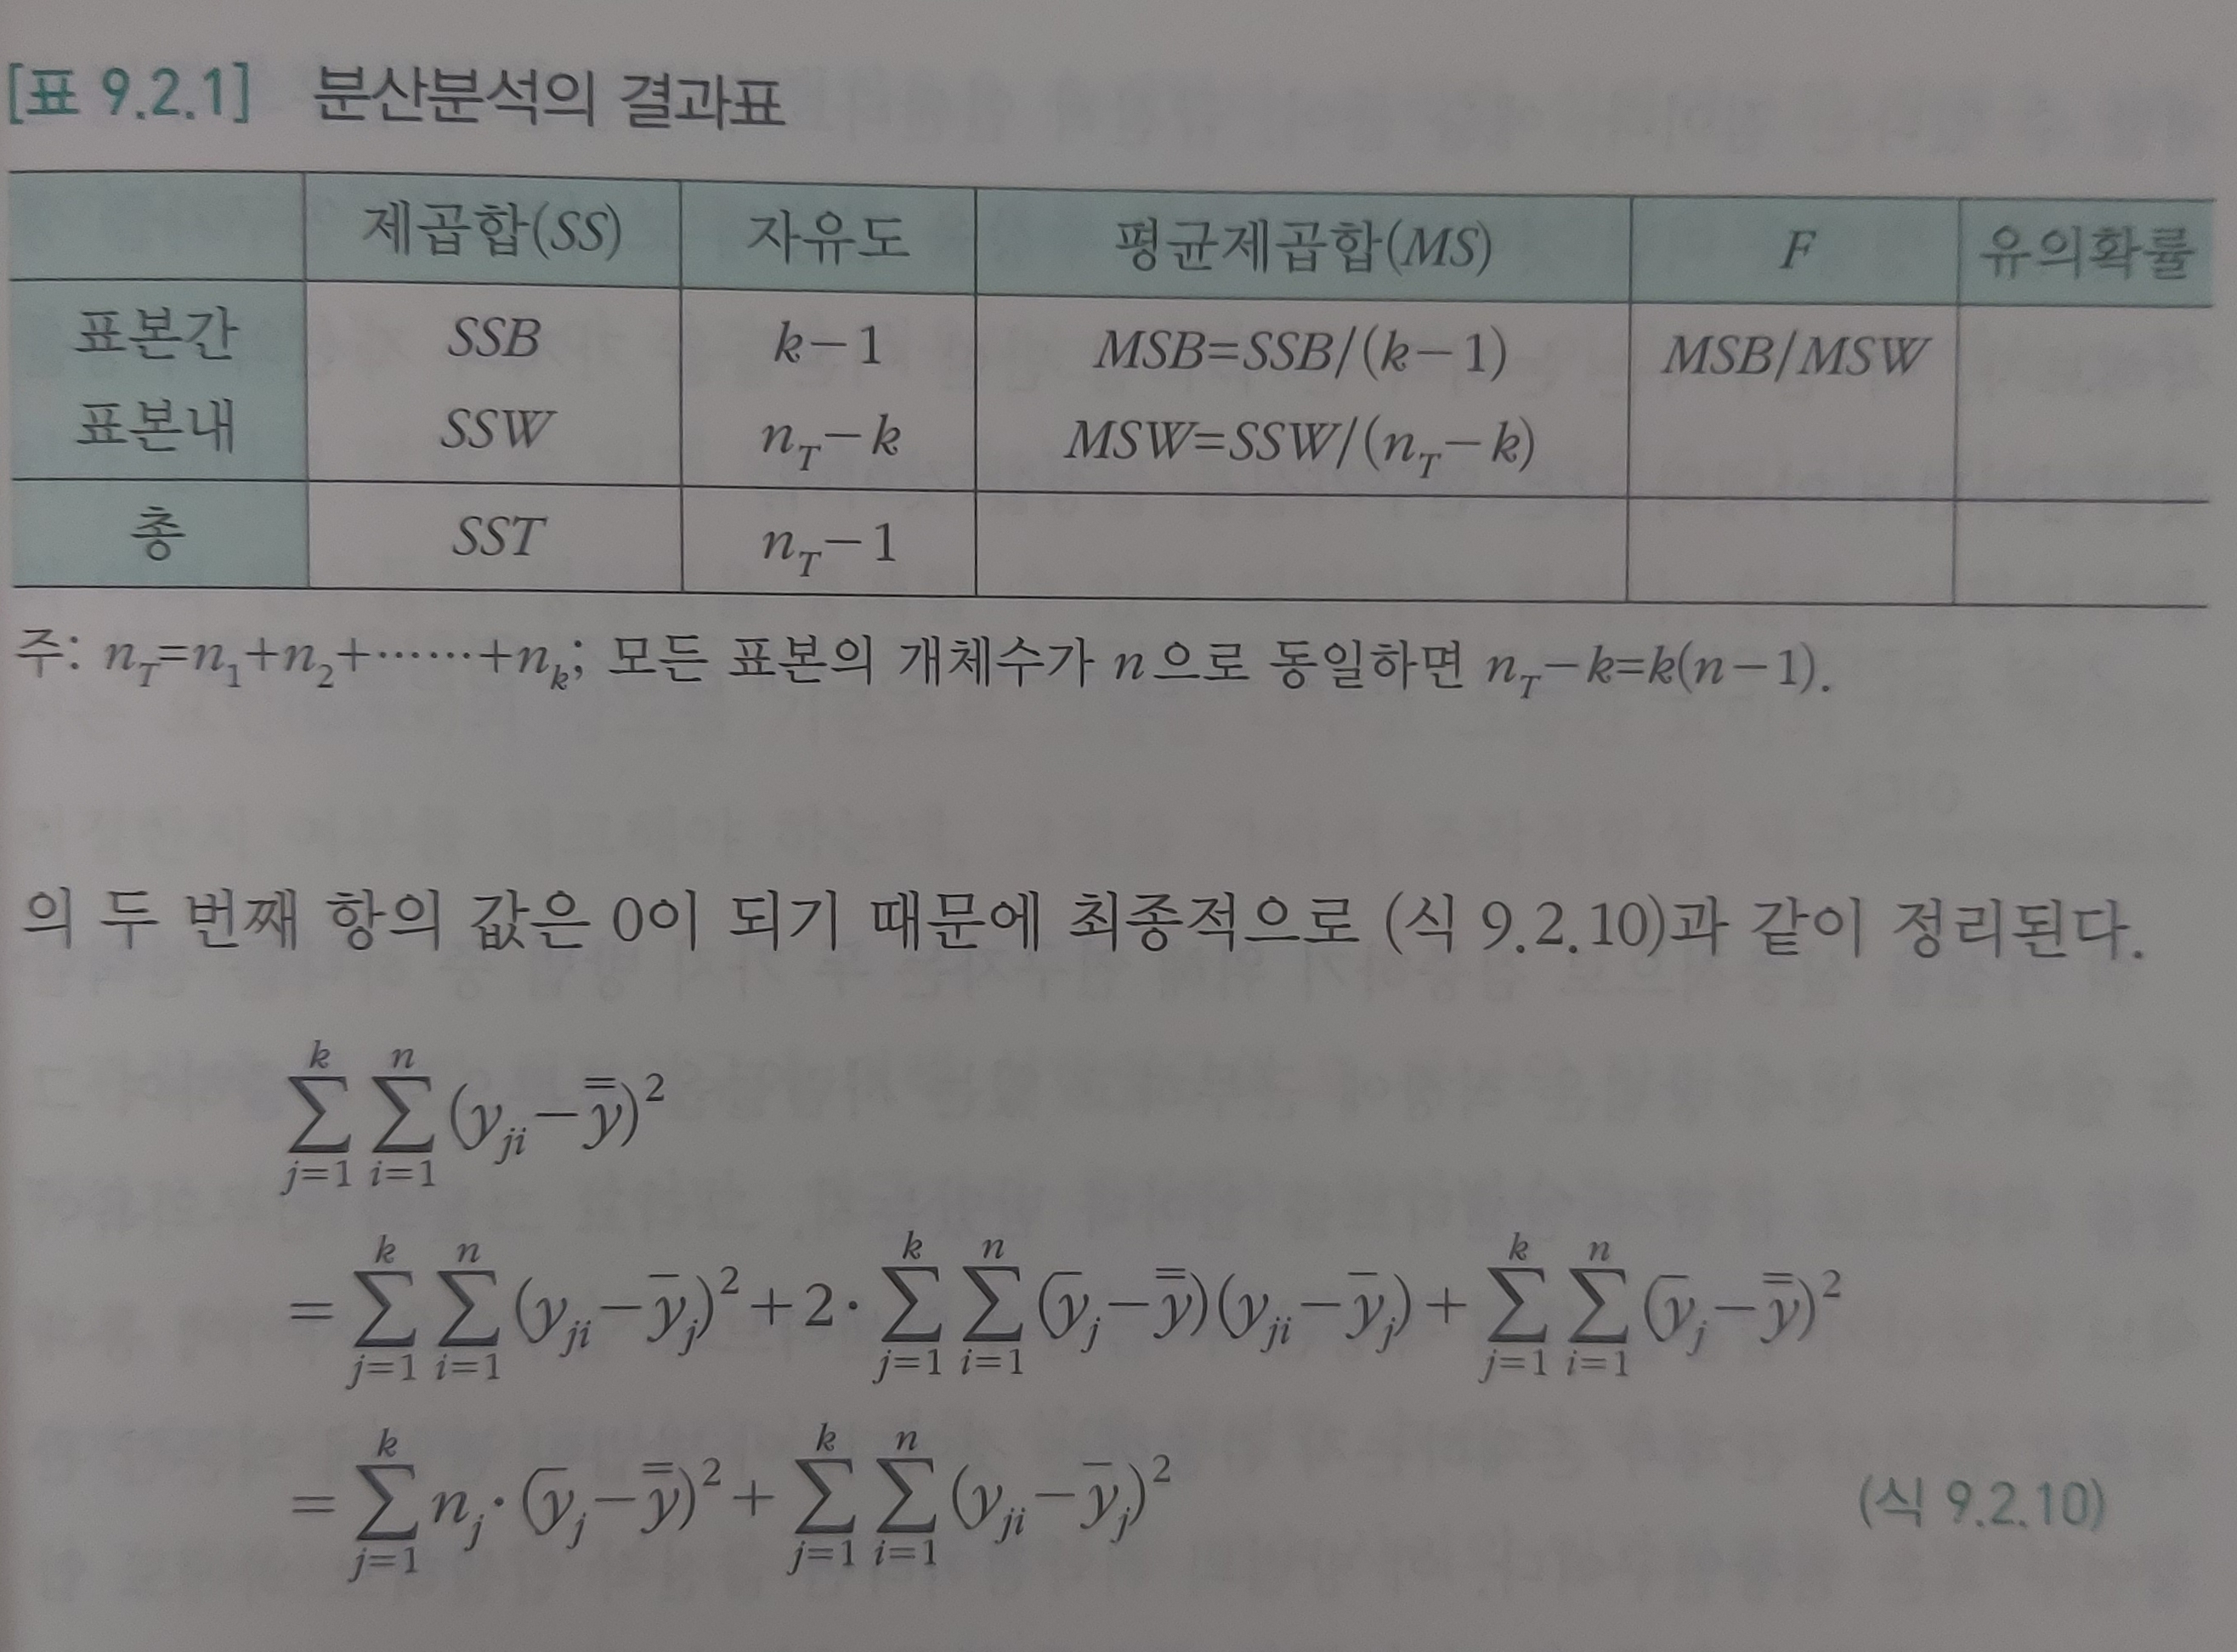 [표 9.2.1] 분산분석의 결과표
제곱합(SS) 자유도 평균제곱합(MS) F 유의확률
표본간 SSB k−1 MSB=SSB/(k−1) MSB/MSW
표본내 SSW n_T−k MSW=SSW/(n_T−k)
총 SST n_T−1
주: n_T=n_1+n_2+⋯⋯+n_k; 모든 표본의 개체수가 n으로 동일하면 n_T−k=k(n−1).
의 두 번째 항의 값은 0이 되기 때문에 최종적으로 (식 9.2.10)과 같이 정리된다.
\sum_{j=1}^{k}\sum_{i=1}^{n}(y_{ji}-\bar{\bar{y}})^2
=\sum_{j=1}^{k}\sum_{i=1}^{n}(y_{ji}-\bar{y}_j)^2+2\cdot\sum_{j=1}^{k}\sum_{i=1}^{n}(\bar{y}_j-\bar{\bar{y}})(y_{ji}-\bar{y}_j)+\sum_{j=1}^{k}\sum_{i=1}^{n}(\bar{y}_j-\bar{\bar{y}})^2
=\sum_{j=1}^{k}n_j\cdot(\bar{y}_j-\bar{\bar{y}})^2+\sum_{j=1}^{k}\sum_{i=1}^{n}(y_{ji}-\bar{y}_j)^2 (식 9.2.10)